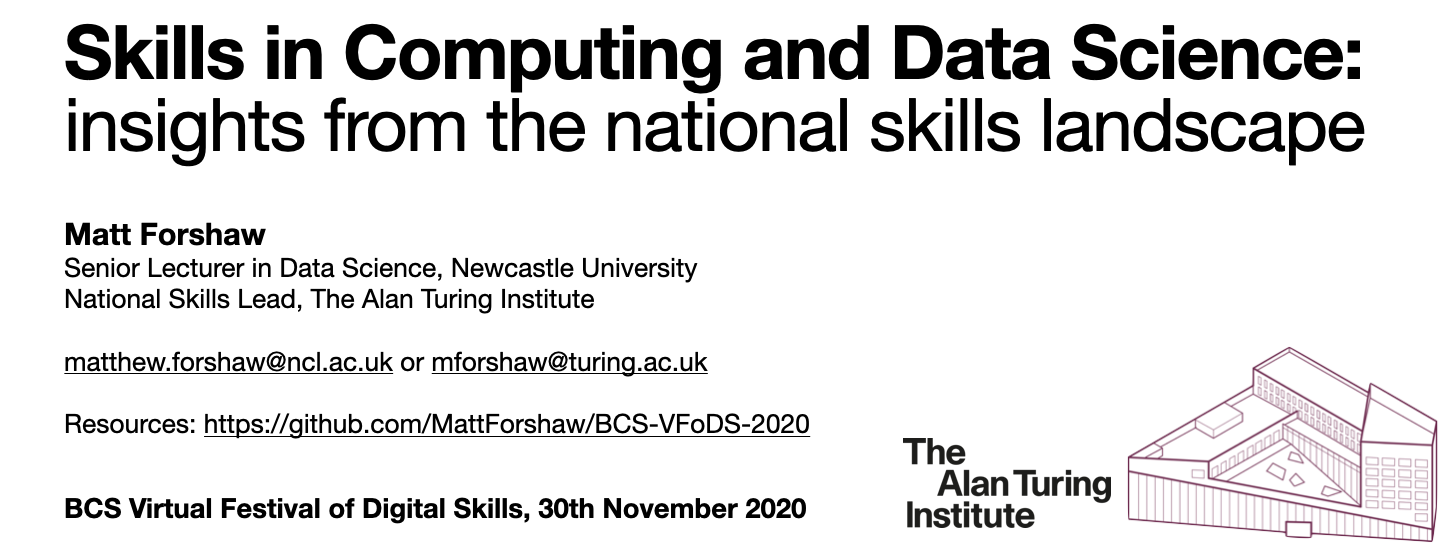 Skills in Computing and Data Science:
insights from the national skills landscape
Matt Forshaw
Senior Lecturer in Data Science, Newcastle University
National Skills Lead, The Alan Turing Institute
matthew.forshaw@ncl.ac.uk or mforshaw@turing.ac.uk
Resources: https://github.com/MattForshaw/BCS-VFoDS-2020
BCS Virtual Festival of Digital Skills, 30th November 2020
The
Alan Turing
Institute